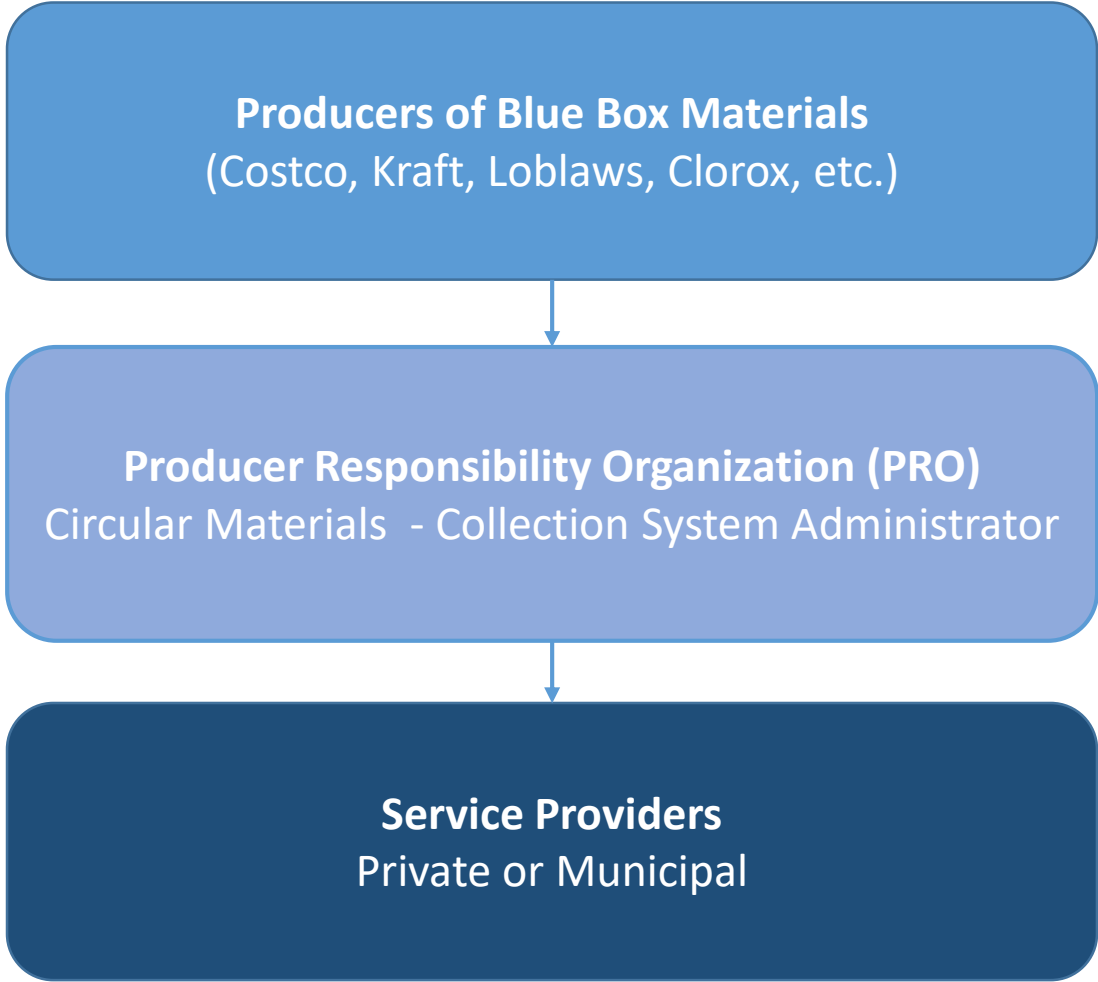 Producers of Blue Box Materials
(Costco, Kraft, Loblaws, Clorox, etc.)
Producer Responsibility Organization (PRO)
Circular Materials  - Collection System Administrator
Service Providers
Private or Municipal